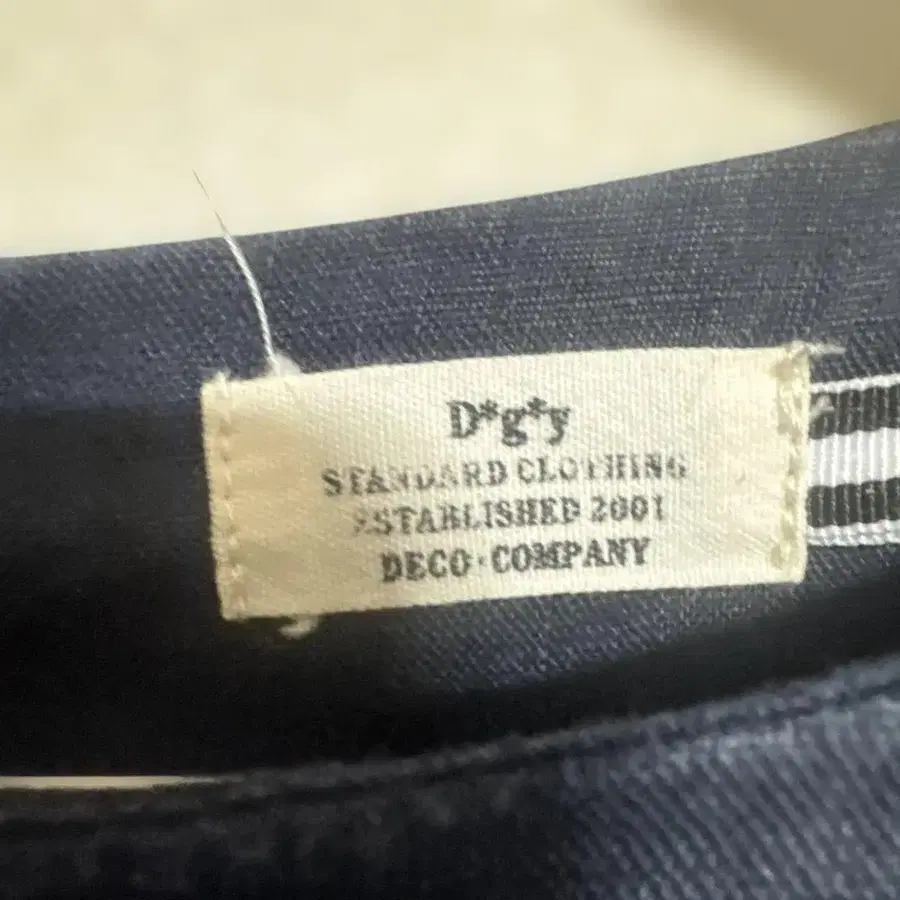 D*g*y
STANDARD CLOTHING
ESTABLISHED 2001
DECO·COMPANY